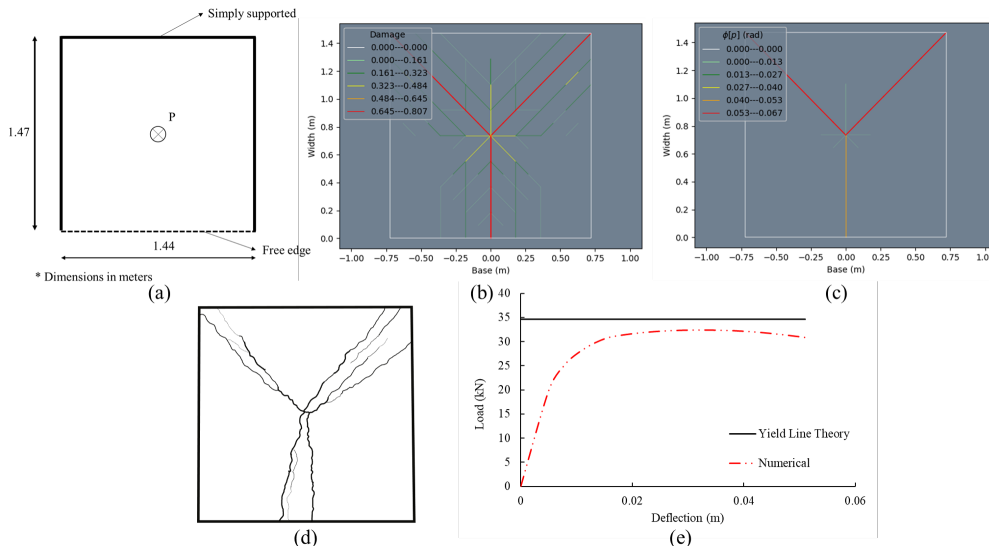 Simply supported
P
1.47
1.44
Free edge
* Dimensions in meters
(a)
Damage
0.000---0.000
0.000---0.161
0.161---0.323
0.323---0.484
0.484---0.645
0.645---0.807
Width (m)
1.4
1.2
1.0
0.8
0.6
0.4
0.2
0.0
−1.00 −0.75 −0.50 −0.25 0.00 0.25 0.50 0.75 1.00
Base (m)
(b)
ϕ[p] (rad)
0.000---0.000
0.000---0.013
0.013---0.027
0.027---0.040
0.040---0.053
0.053---0.067
Width (m)
1.4
1.2
1.0
0.8
0.6
0.4
0.2
0.0
−1.00 −0.75 −0.50 −0.25 0.00 0.25 0.50 0.75 1.00
Base (m)
(c)
(d)
Load (kN)
40
35
30
25
20
15
10
5
0
Yield Line Theory
Numerical
0 0.02 0.04 0.06
Deflection (m)
(e)